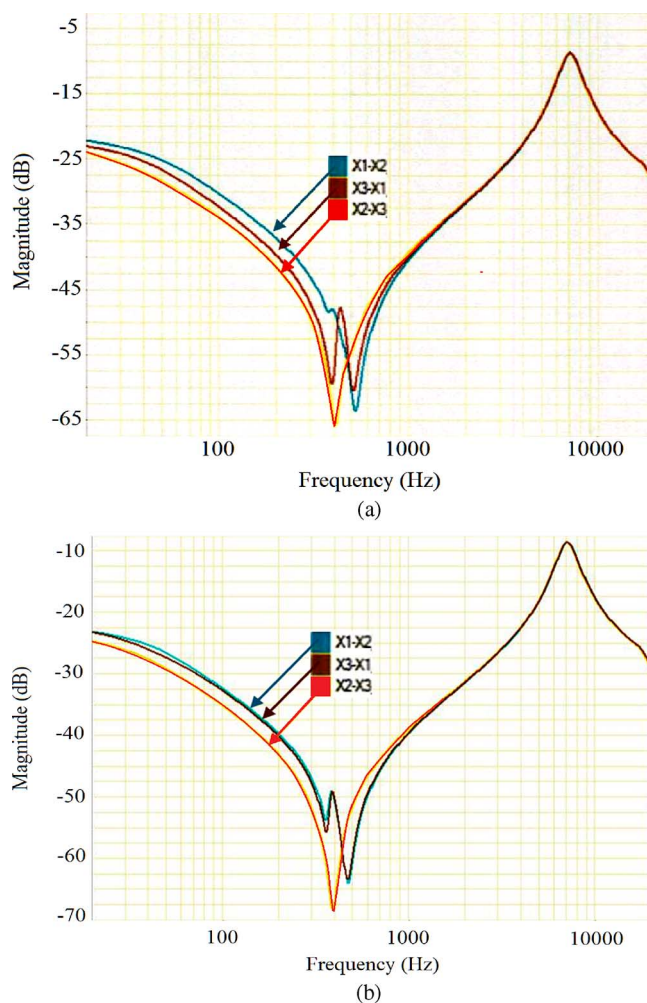 -5
-15
-25
-35
-45
-55
-65
Magnitude (dB)
X1-X2
X3-X1
X2-X3
100 1000 10000
Frequency (Hz)
(a)
-10
-20
-30
-40
-50
-60
-70
Magnitude (dB)
X1-X2
X3-X1
X2-X3
100 1000 10000
Frequency (Hz)
(b)